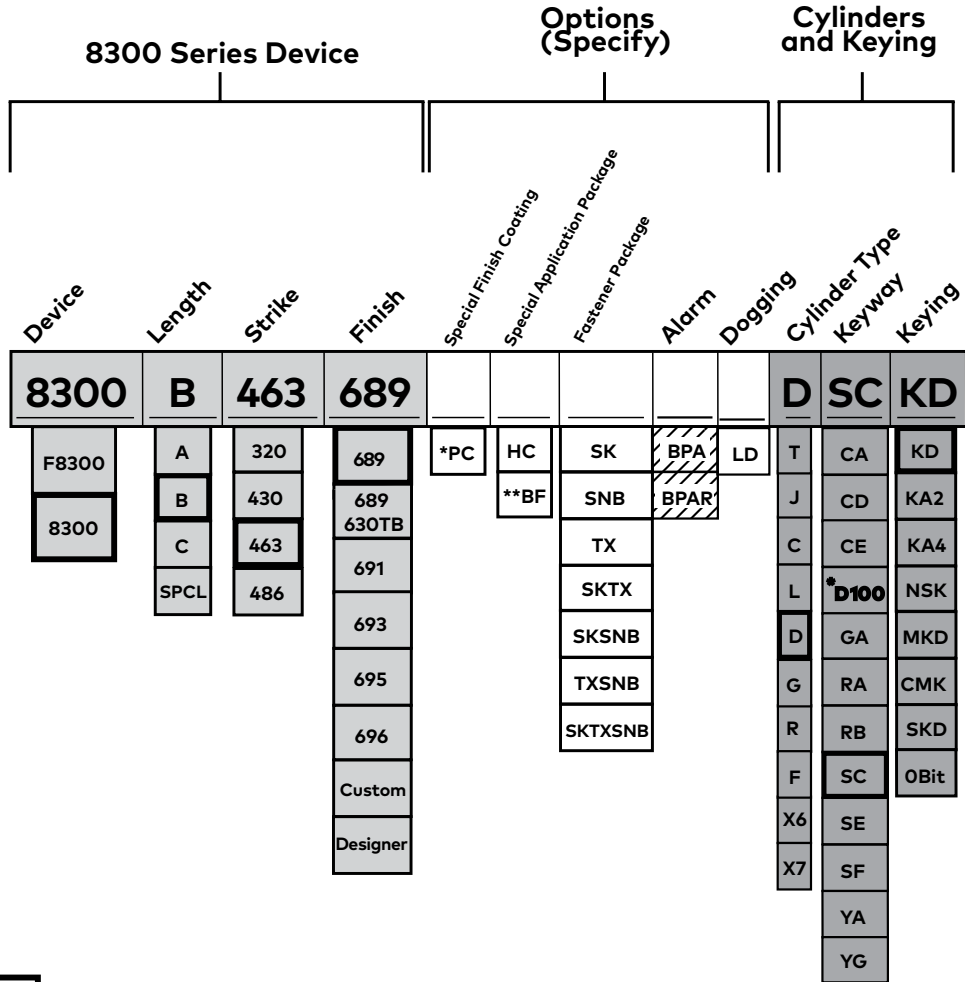 8300 Series Device
Options
(Specify)
Cylinders
and Keying
Device
Length
Strike
Finish
Special Finish Coating
Special Application Package
Fastener Package
Alarm
Dogging
Cylinder Type
Keyway
Keying
8300 B 463 689 D SC KD
F8300 A 320 689 *PC HC SK BPA LD T CA KD
8300 B 430 689 630TB **BF SNB BPAR J CD KA2
C 463 691 TX C CE KA4
SPCL 486 SKTX L *D100 NSK
693 SKSNB D GA MKD
695 TXSNB G RA CMK
696 SKTXSNB R RB SKD
Custom F SC 0Bit
Designer X6 SE
X7 SF
YA
YG